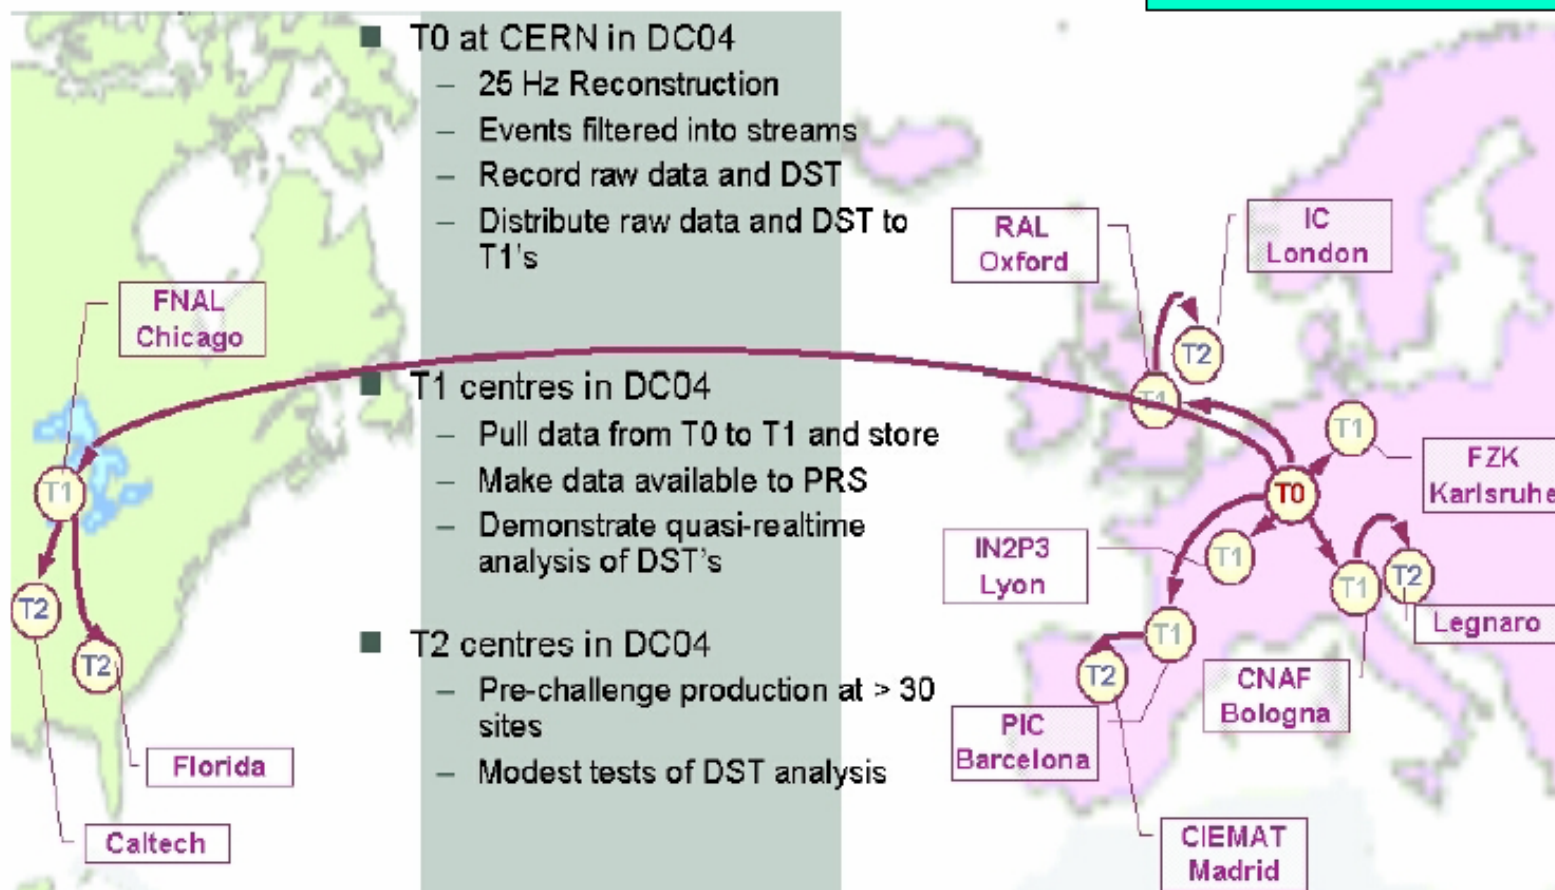 ■ T0 at CERN in DC04
– 25 Hz Reconstruction
– Events filtered into streams
– Record raw data and DST
– Distribute raw data and DST to
T1's
■ T1 centres in DC04
– Pull data from T0 to T1 and store
– Make data available to PRS
– Demonstrate quasi-realtime
analysis of DST's
■ T2 centres in DC04
– Pre-challenge production at > 30
sites
– Modest tests of DST analysis
FNAL
Chicago
T1
T2
T2
Florida
Caltech
RAL
Oxford
IC
London
T2
T1
T1
FZK
Karlsruhe
T0
IN2P3
Lyon
T1
T1
T2
Legnaro
T1
T2
CNAF
Bologna
PIC
Barcelona
CIEMAT
Madrid